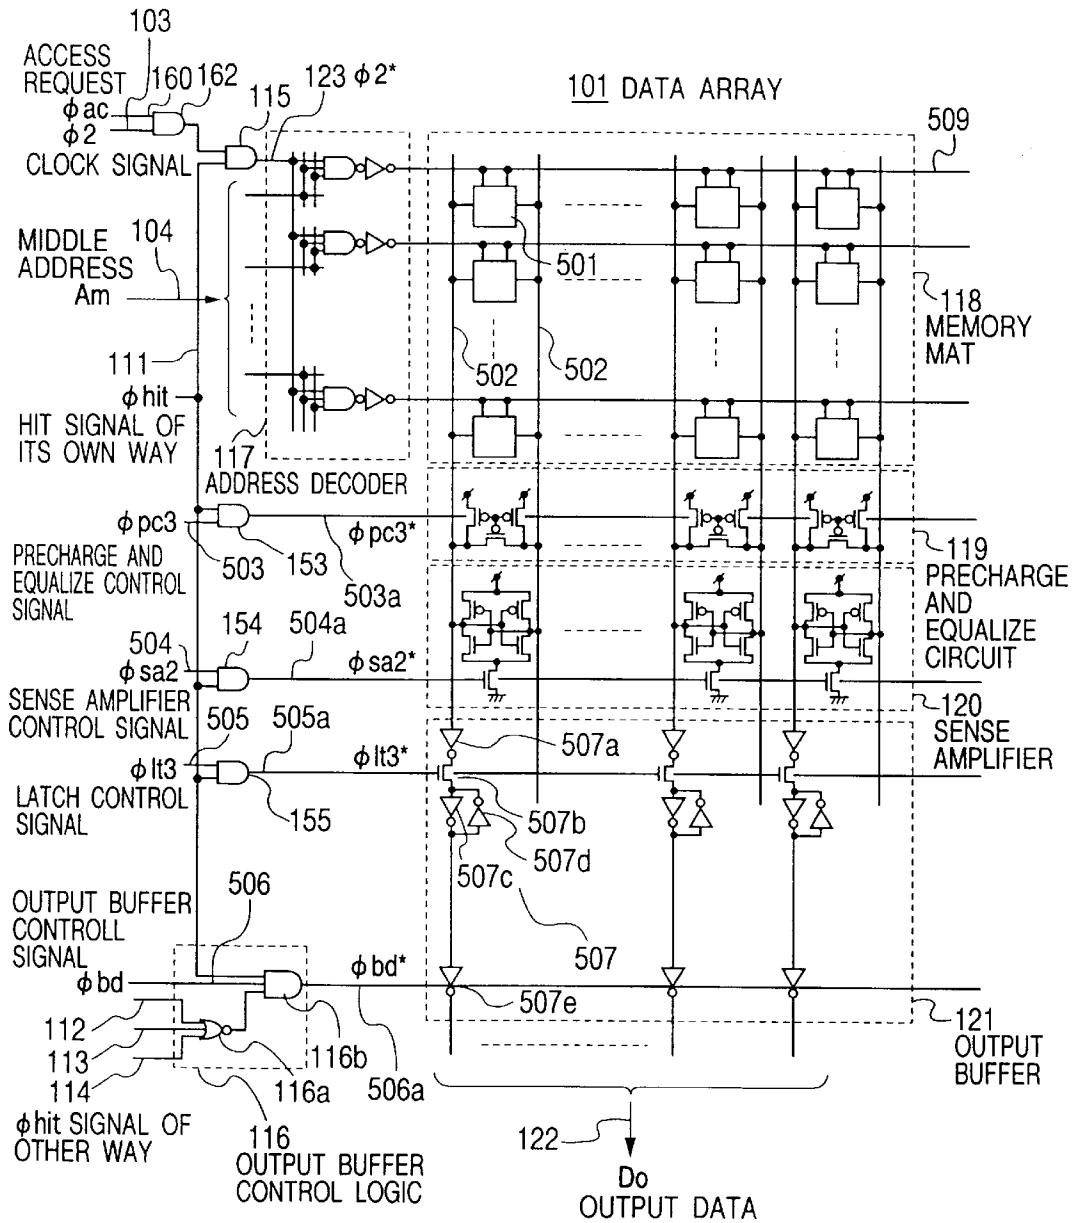 103
ACCESS
REQUEST
160 162
115
123 ϕ2*
ϕac
ϕ2
CLOCK SIGNAL
101 DATA ARRAY
509
MIDDLE
ADDRESS
104
Am
501
118
MEMORY
MAT
111
502
502
ϕhit
HIT SIGNAL OF
ITS OWN WAY
117
ADDRESS DECODER
ϕpc3
503
153
ϕpc3*
503a
PRECHARGE AND
EQUALIZE CONTROL
SIGNAL
119
PRECHARGE
AND
EQUALIZE
CIRCUIT
504
154
504a
ϕsa2
ϕsa2*
SENSE AMPLIFIER
CONTROL SIGNAL
120
SENSE
AMPLIFIER
505
505a
ϕlt3
ϕlt3*
LATCH CONTROL
SIGNAL
155
507a
507b
507d
507c
507
OUTPUT BUFFER
CONTROLL
SIGNAL
506
ϕbd
ϕbd*
507e
112
113
114
116b
116a
506a
121
OUTPUT
BUFFER
ϕhit SIGNAL OF
OTHER WAY
116
OUTPUT BUFFER
CONTROL LOGIC
122
Do
OUTPUT DATA